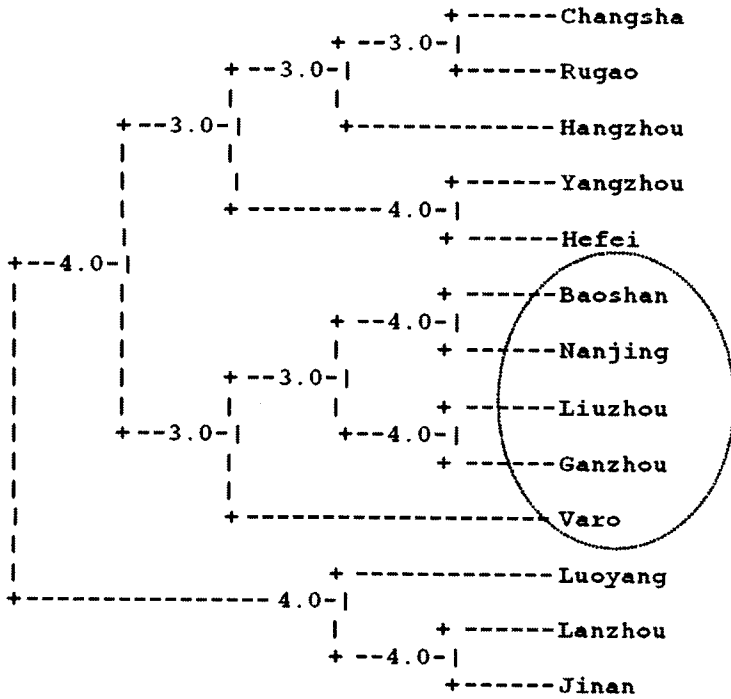 Changsha
3.0
3.0
Rugao
3.0
Hangzhou
Yangzhou
4.0
Hefei
4.0
Baoshan
4.0
Nanjing
3.0
Liuzhou
3.0
4.0
Ganzhou
Varo
Luoyang
4.0
Lanzhou
4.0
Jinan